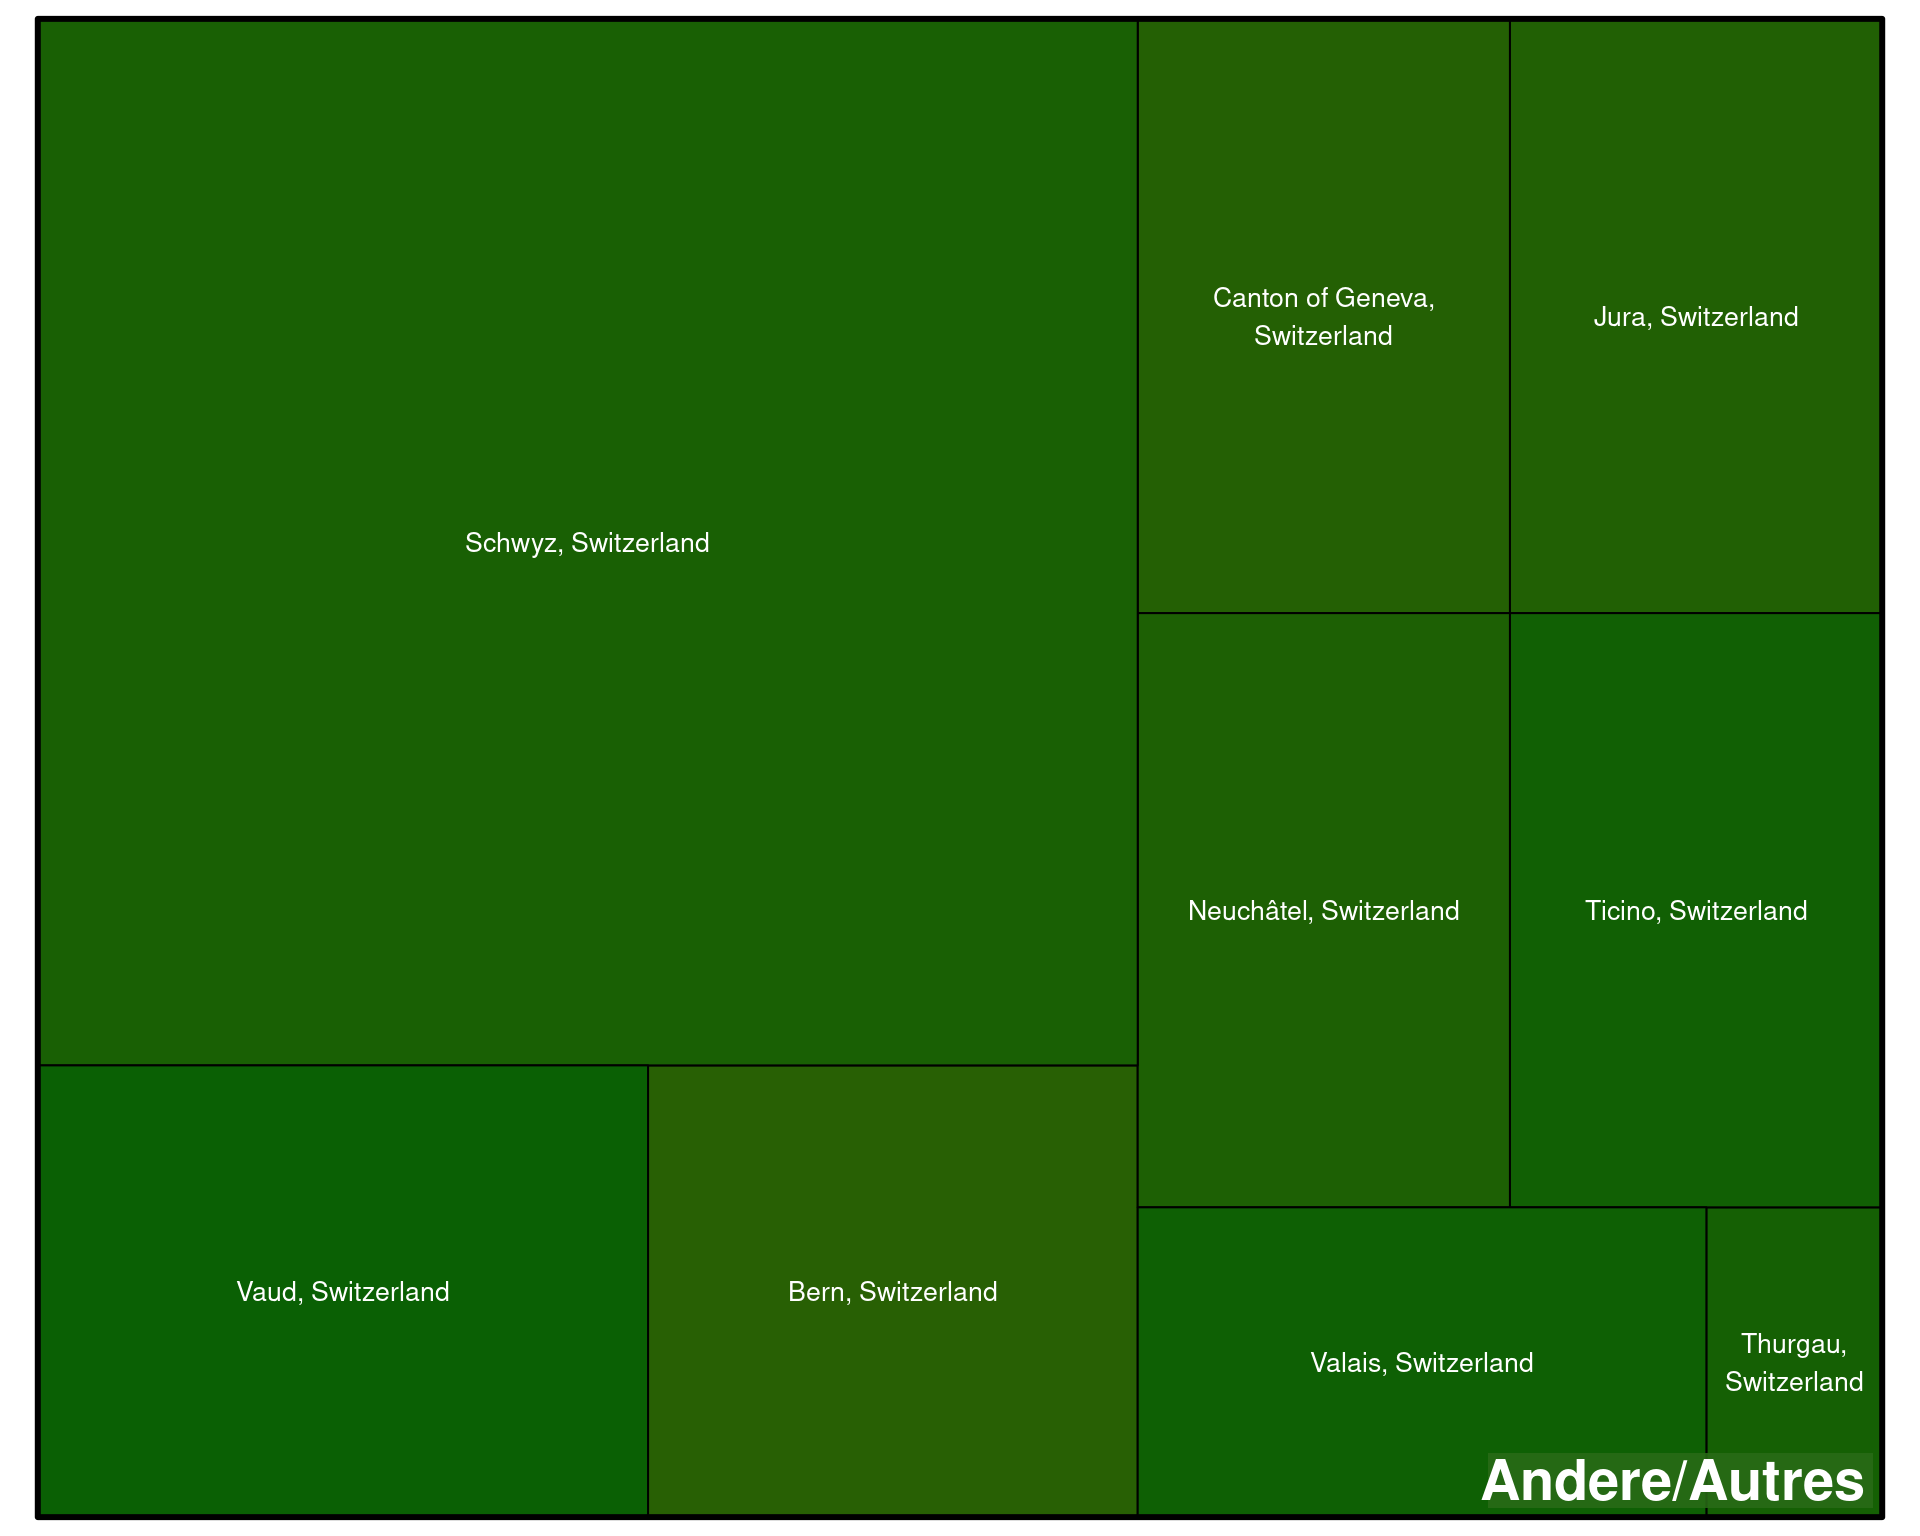 Schwyz, Switzerland
Canton of Geneva,
Switzerland
Jura, Switzerland
Neuchâtel, Switzerland
Ticino, Switzerland
Vaud, Switzerland
Bern, Switzerland
Valais, Switzerland
Thurgau,
Switzerland
Andere/Autres